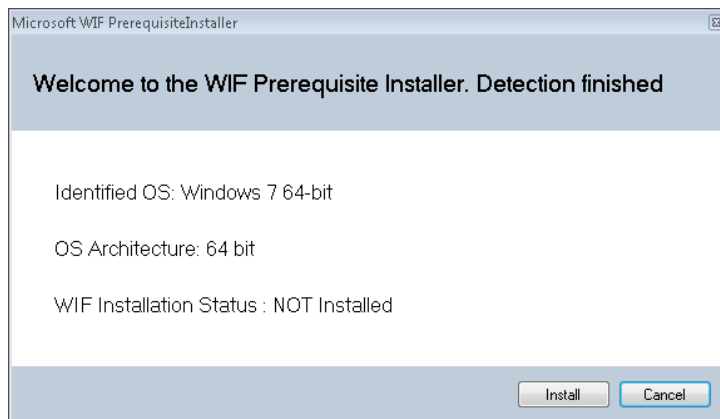 Microsoft WIF PrerequisiteInstaller
Welcome to the WIF Prerequisite Installer. Detection finished
Identified OS: Windows 7 64-bit
OS Architecture: 64 bit
WIF Installation Status : NOT Installed
Install Cancel